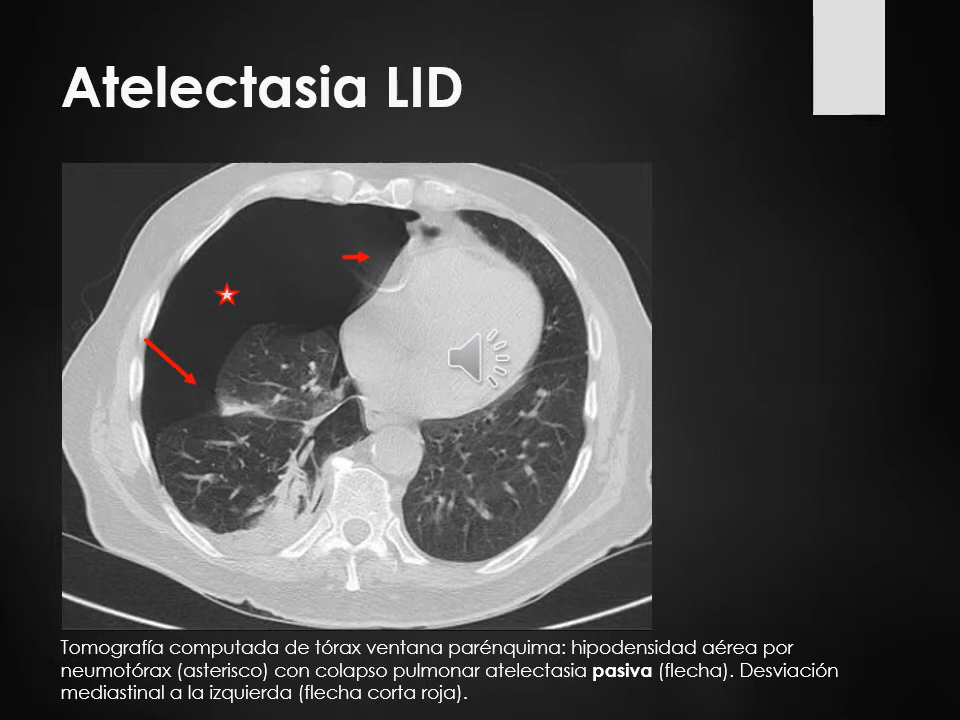 Atelectasia LID
Tomografía computada de tórax ventana parénquima: hipodensidad aérea por
neumotórax (asterisco) con colapso pulmonar atelectasia pasiva (flecha). Desviación
mediastinal a la izquierda (flecha corta roja).